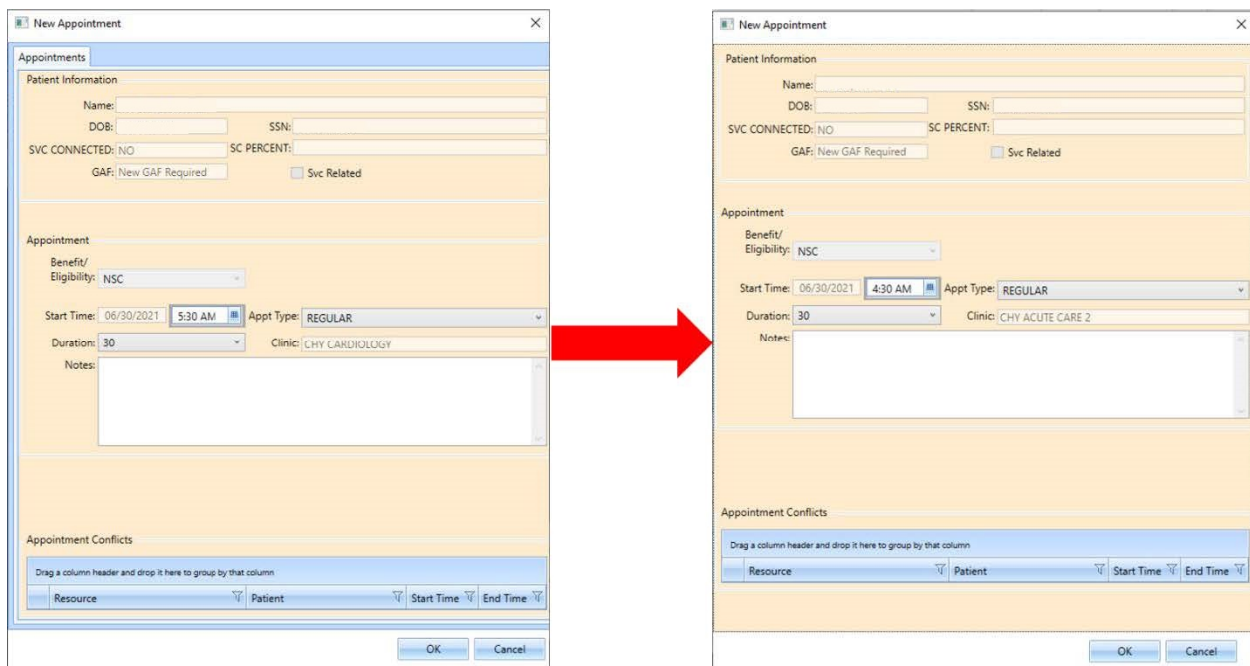 New Appointment
Appointments
Patient Information
Name:
DOB: SSN:
SVC CONNECTED: NO SC PERCENT:
GAF: New GAF Required Svc Related
Appointment
Benefit/
Eligibility: NSC
Start Time: 06/30/2021 5:30 AM Appt Type: REGULAR
Duration: 30 Clinic: CHY CARDIOLOGY
Notes:
Appointment Conflicts
Drag a column header and drop it here to group by that column
Resource Patient Start Time End Time
OK Cancel
New Appointment
Patient Information
Name:
DOB: SSN:
SVC CONNECTED: NO SC PERCENT:
GAF: New GAF Required Svc Related
Appointment
Benefit/
Eligibility: NSC
Start Time: 06/30/2021 4:30 AM Appt Type: REGULAR
Duration: 30 Clinic: CHY ACUTE CARE 2
Notes:
Appointment Conflicts
Drag a column header and drop it here to group by that column
Resource Patient Start Time End Time
OK Cancel